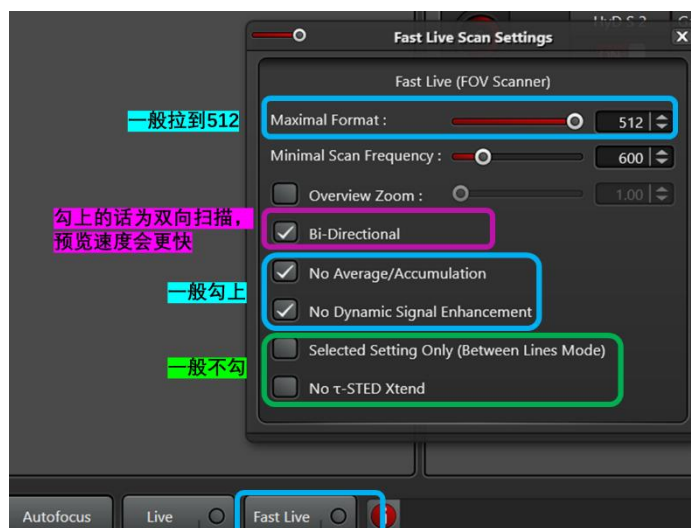 HyD S 2
Fast Live Scan Settings
Fast Live (FOV Scanner)
一般拉到512
Maximal Format : 512
Minimal Scan Frequency : 600
Overview Zoom : 1.00
勾上的话为双向扫描,
预览速度会更快
Bi-Directional
No Average/Accumulation
一般勾上
No Dynamic Signal Enhancement
Selected Setting Only (Between Lines Mode)
一般不勾
No τ-STED Xtend
Autofocus Live Fast Live